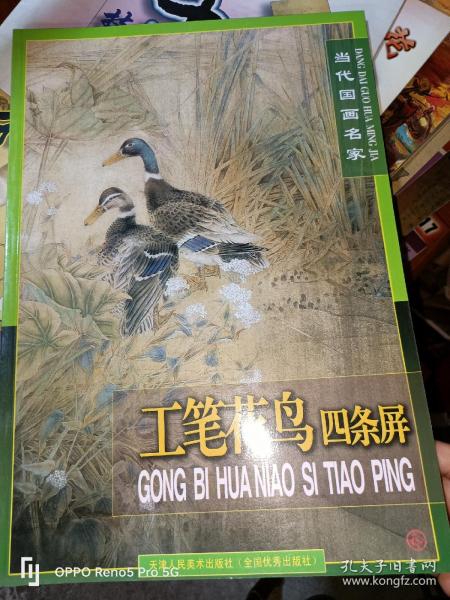 当代国画名家
DANG DAI GUO HUA MING JIA
工笔花鸟 四条屏
GONG BI HUA NIAO SI TIAO PING
天津人民美术出版社（全国优秀出版社）
花
17
OPPO Reno5 Pro 5G
孔夫子旧书网
www.kongfz.com